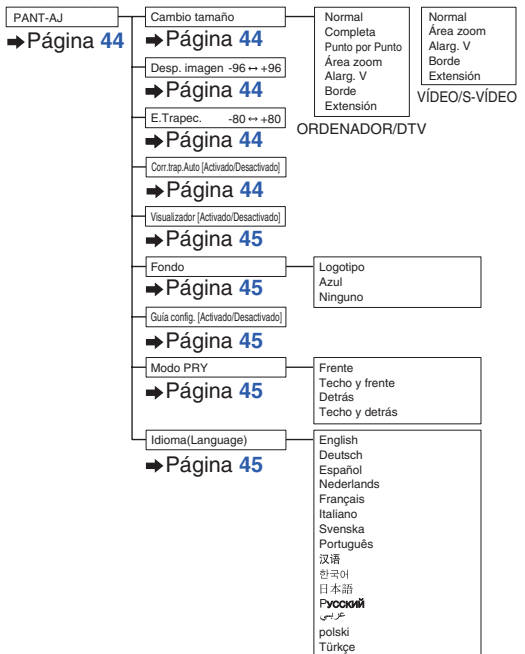 PANT-AJ
➡Página 44
Cambio tamaño
➡Página 44
Desp. imagen -96 ↔ +96
➡Página 44
E.Trapec. -80 ↔ +80
➡Página 44
Corr.trap.Auto [Activado/Desactivado]
➡Página 44
Visualizador [Activado/Desactivado]
➡Página 45
Fondo
➡Página 45
Guía config. [Activado/Desactivado]
➡Página 45
Modo PRY
➡Página 45
Idioma(Language)
➡Página 45
Normal
Completa
Punto por Punto
Área zoom
Alarg. V
Borde
Extensión
ORDENADOR/DTV
Normal
Área zoom
Alarg. V
Borde
Extensión
VÍDEO/S-VÍDEO
Logotipo
Azul
Ninguno
Frente
Techo y frente
Detrás
Techo y detrás
English
Deutsch
Español
Nederlands
Français
Italiano
Svenska
Português
汉语
한국어
日本語
Русский
عربي
polski
Türkçe